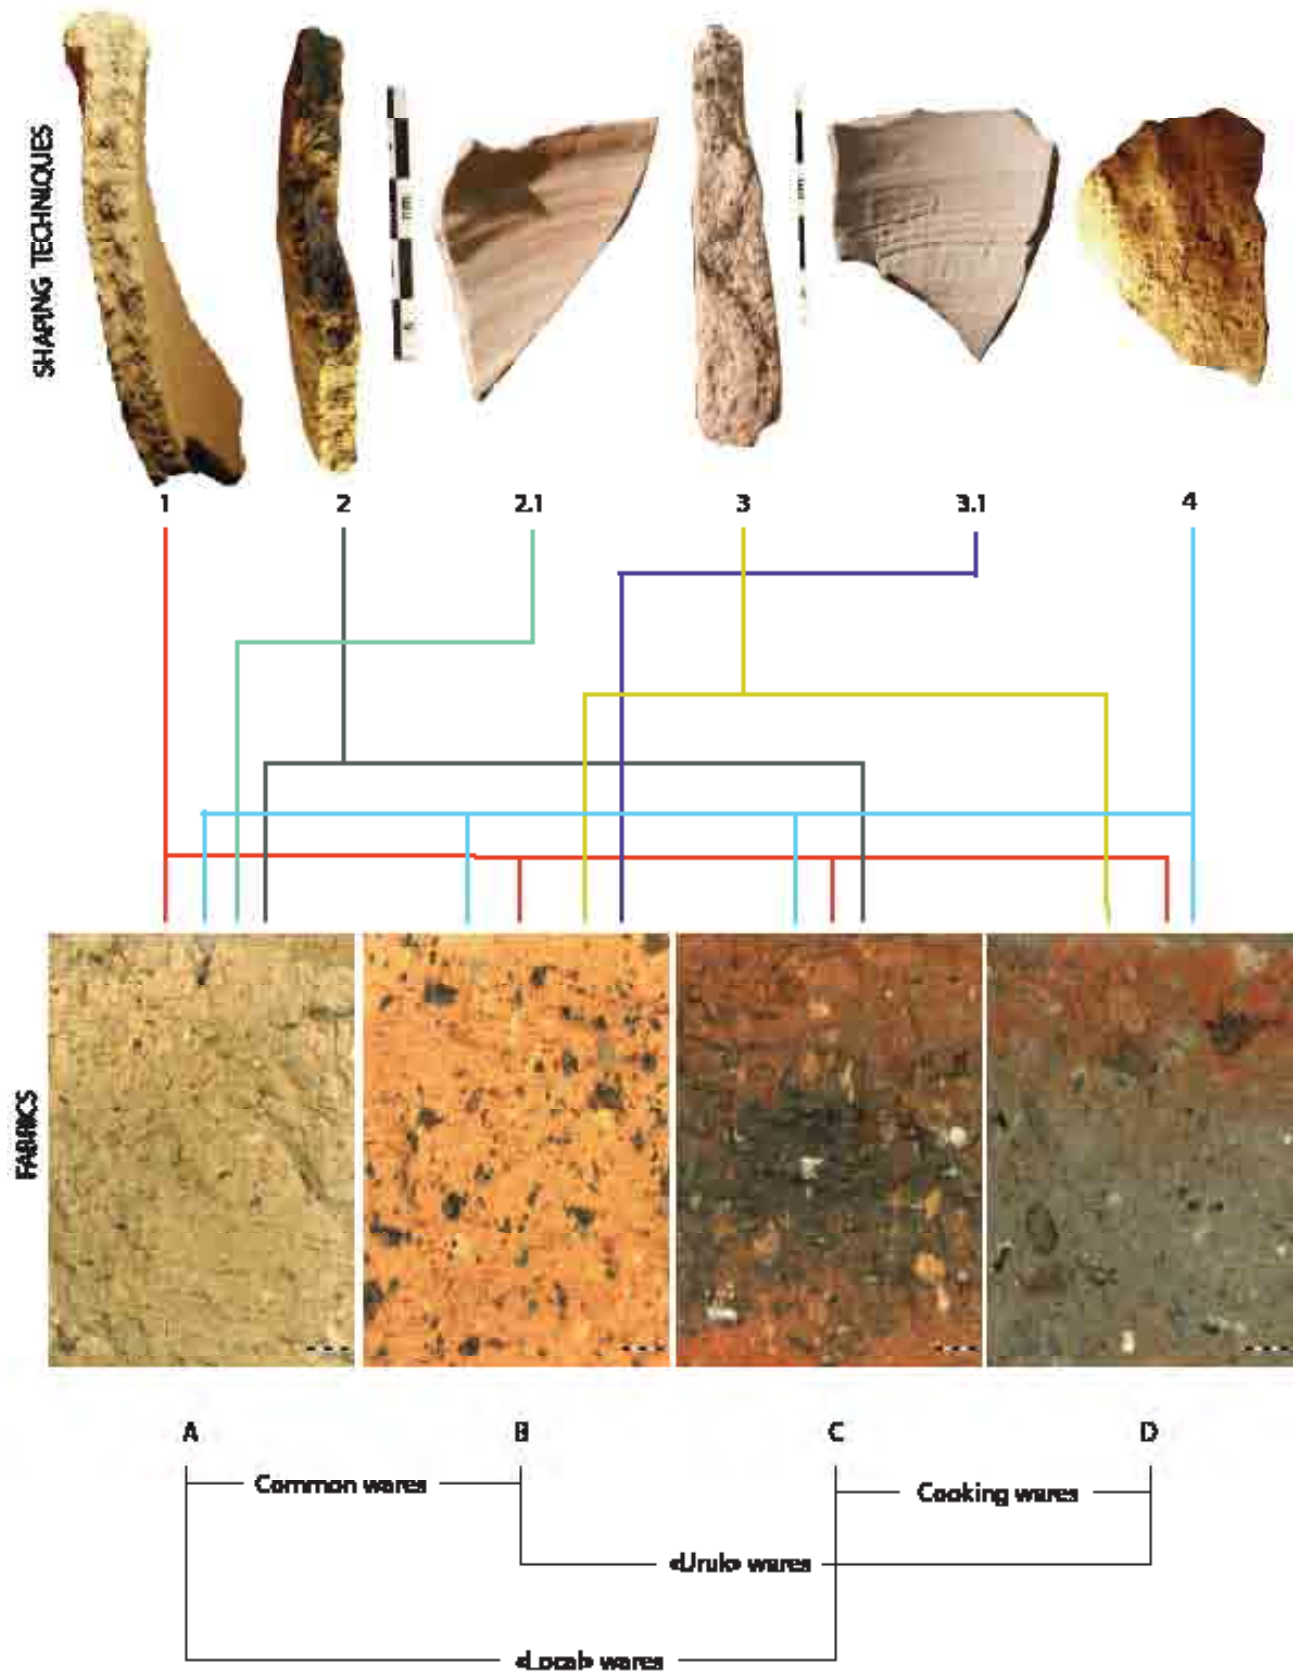 SHAPING TECHNIQUES
1
2
2.1
3
3.1
4
FABRICS
A
B
C
D
Common wares
Cooking wares
«Uruk» wares
«Local» wares